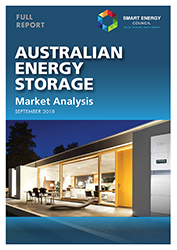 FULL
REPORT
SMART ENERGY
COUNCIL
AUSTRALIAN
ENERGY
STORAGE
Market Analysis
SEPTEMBER 2018